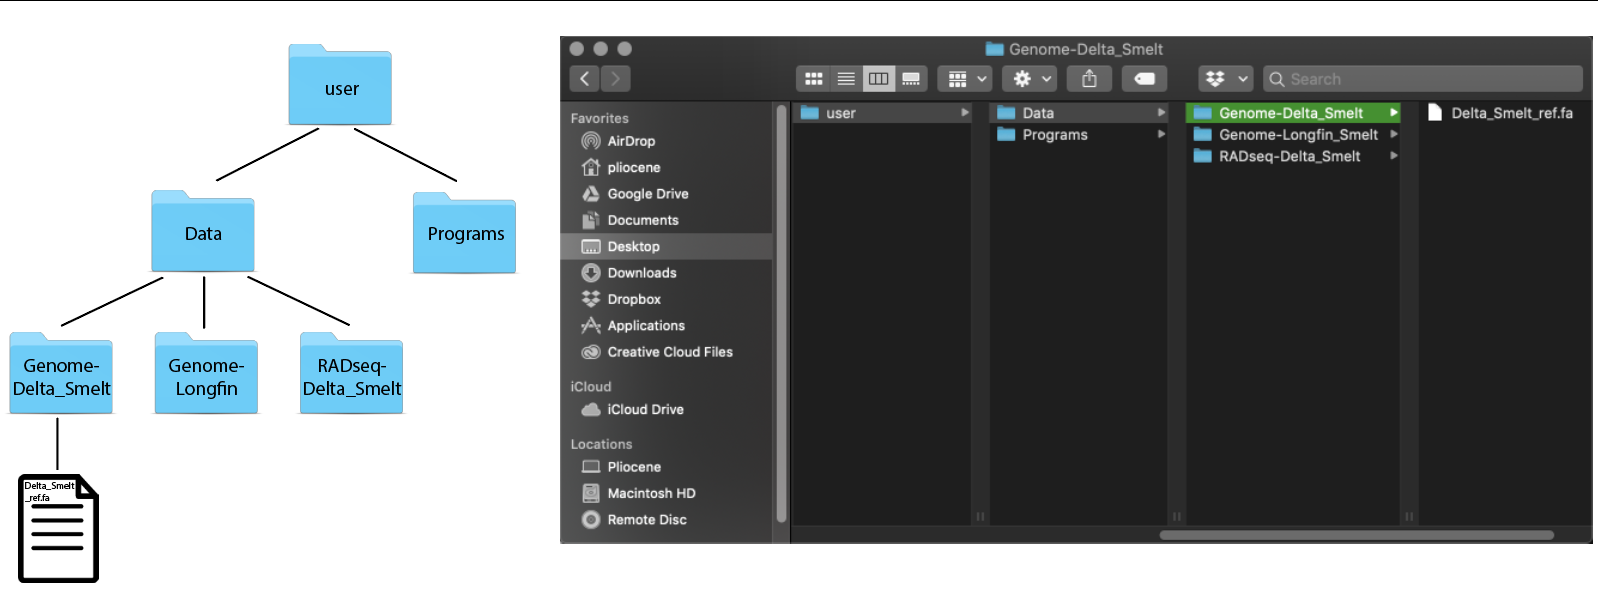 user
Data
Programs
Genome-
Delta_Smelt
Genome-
Longfin
RADseq-
Delta_Smelt
Delta_Smelt
_ref.fa
Genome-Delta_Smelt
Search
Favorites
AirDrop
pliocene
Google Drive
Documents
Desktop
Downloads
Dropbox
Applications
Creative Cloud Files
iCloud
iCloud Drive
Locations
Pliocene
Macintosh HD
Remote Disc
user
Data
Programs
Genome-Delta_Smelt
Genome-Longfin_Smelt
RADseq-Delta_Smelt
Delta_Smelt_ref.fa